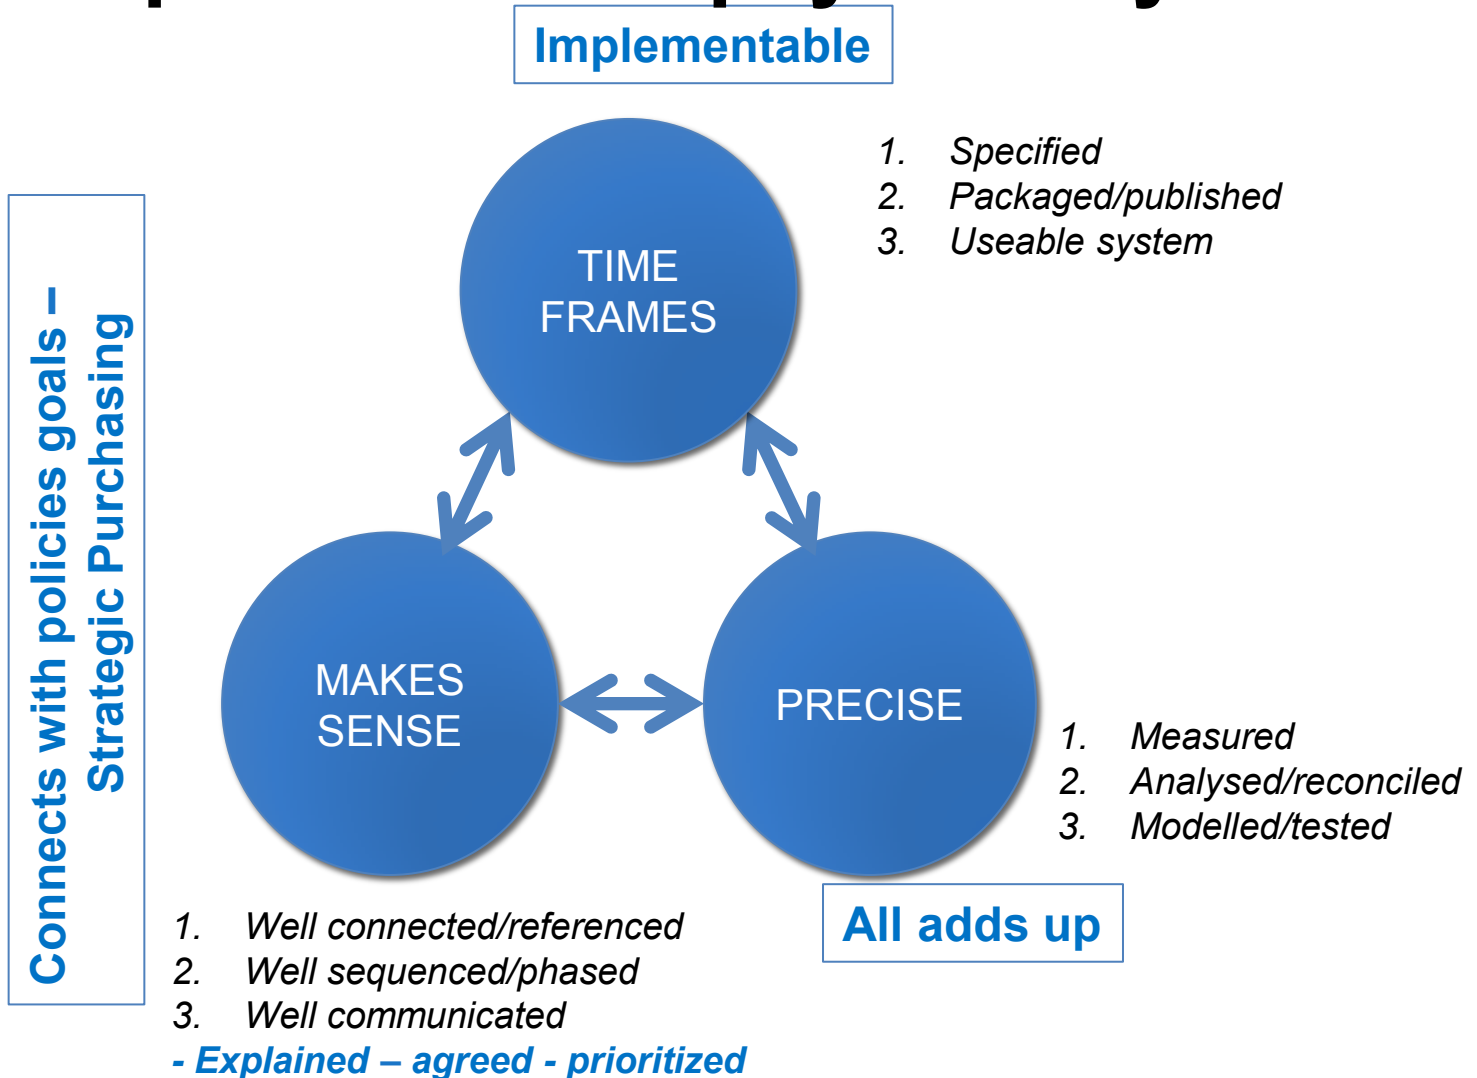 Implementable
1. Specified
2. Packaged/published
3. Useable system
TIME
FRAMES
Connects with policies goals –
Strategic Purchasing
MAKES
SENSE
PRECISE
1. Measured
2. Analysed/reconciled
3. Modelled/tested
All adds up
1. Well connected/referenced
2. Well sequenced/phased
3. Well communicated
- Explained – agreed - prioritized